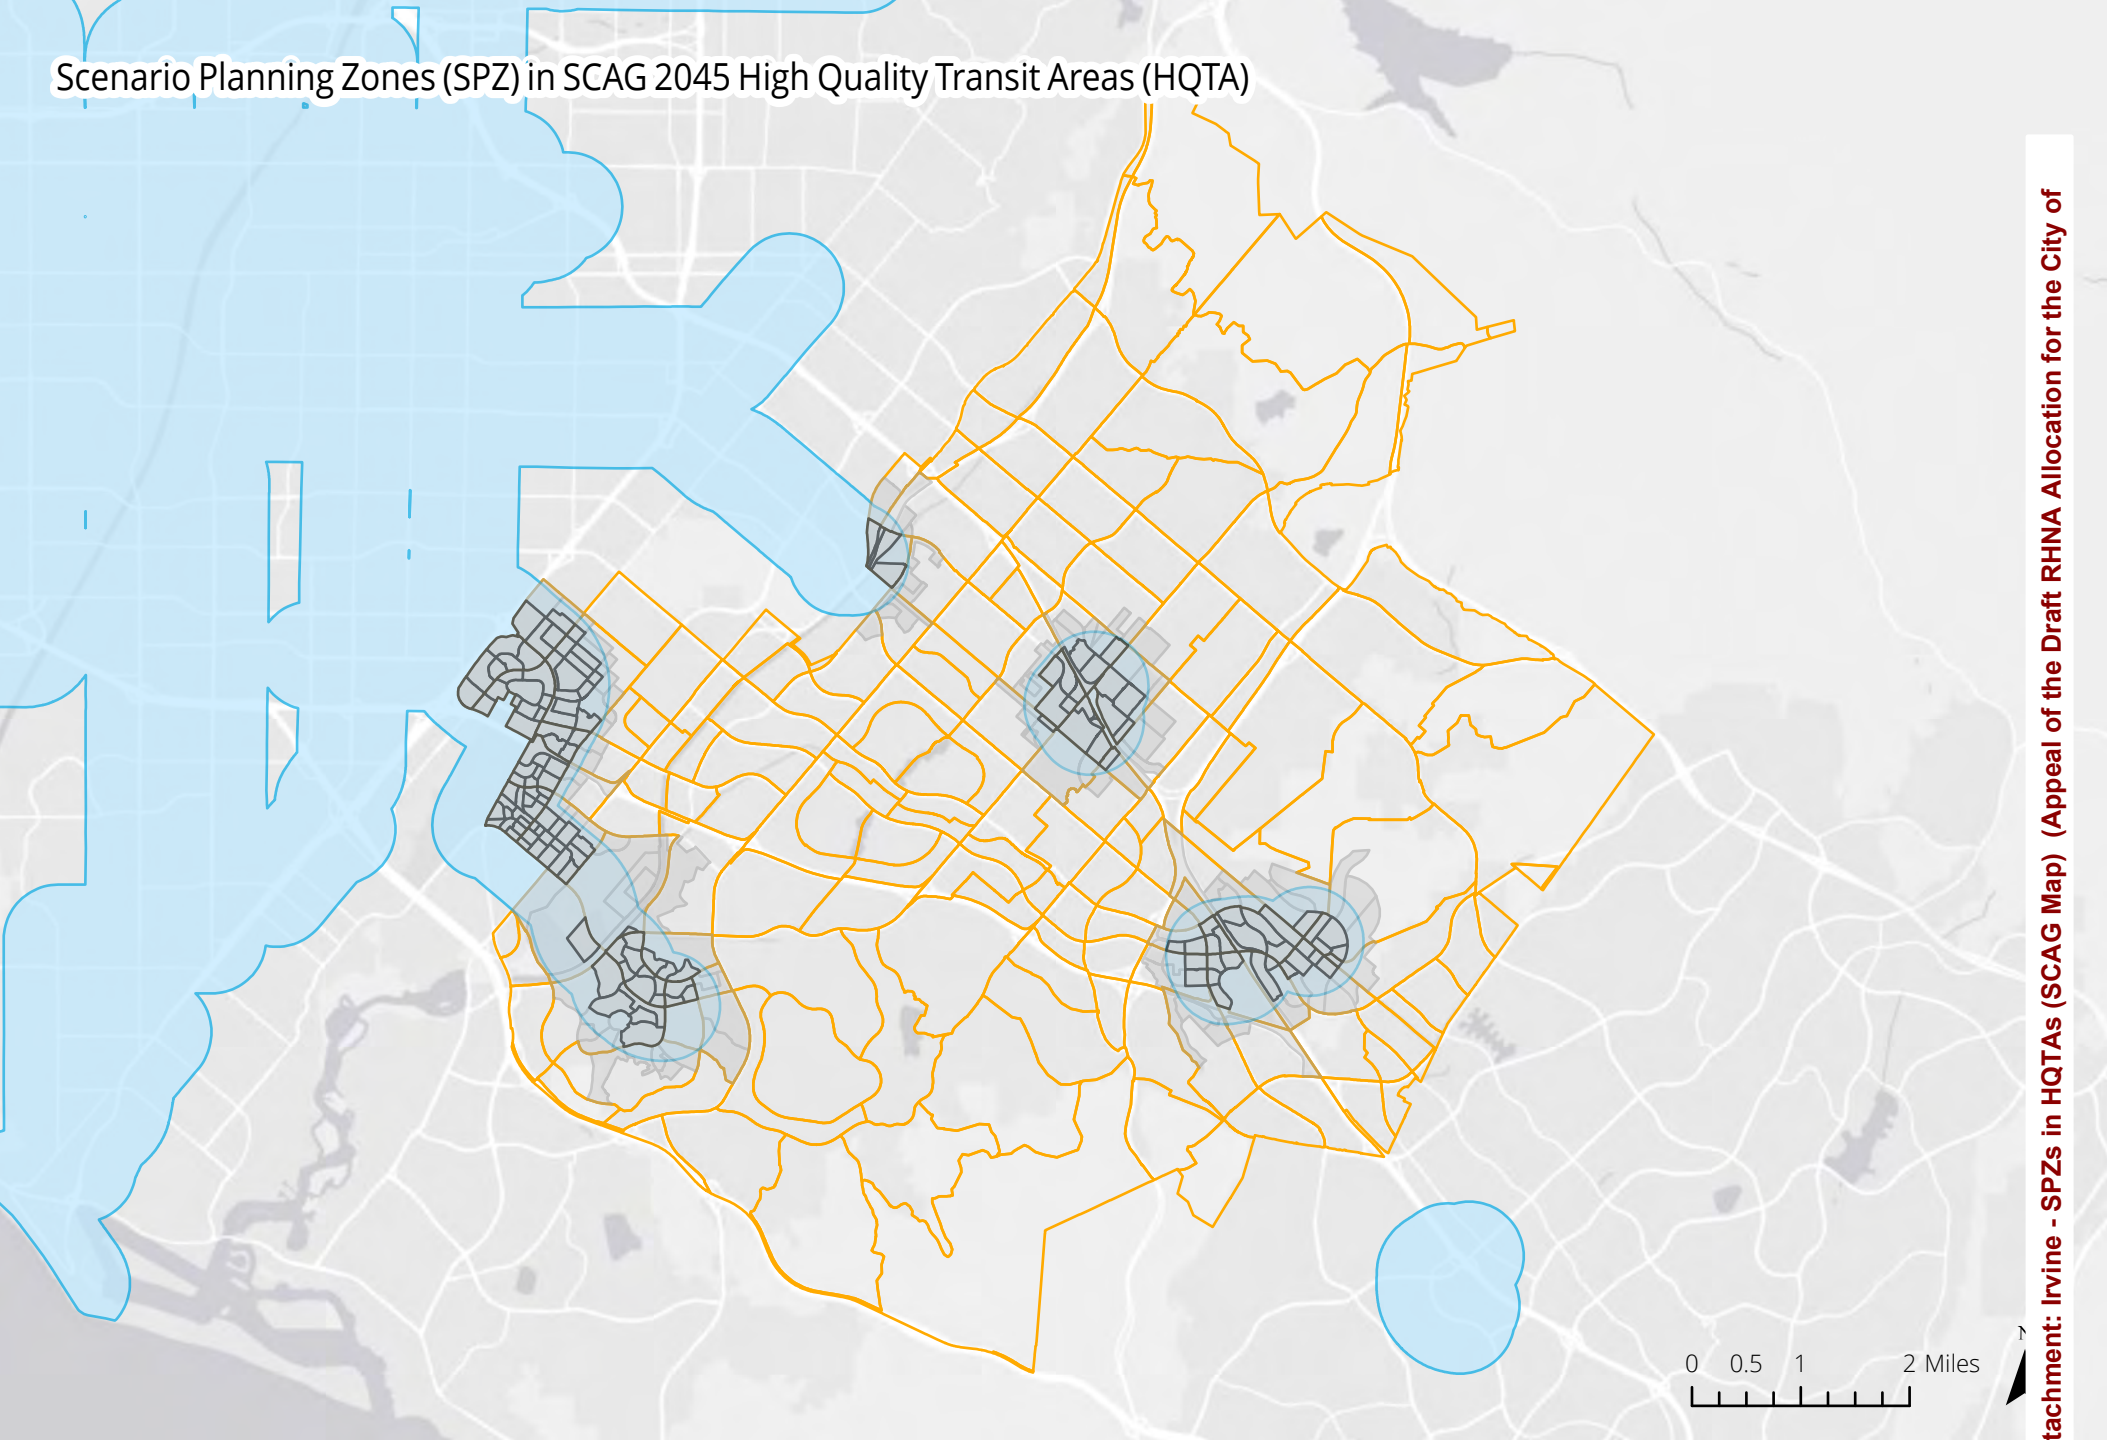 Scenario Planning Zones (SPZ) in SCAG 2045 High Quality Transit Areas (HQTA)
tachment: Irvine - SPZs in HQTAs (SCAG Map) (Appeal of the Draft RHNA Allocation for the City of
0 0.5 1 2 Miles